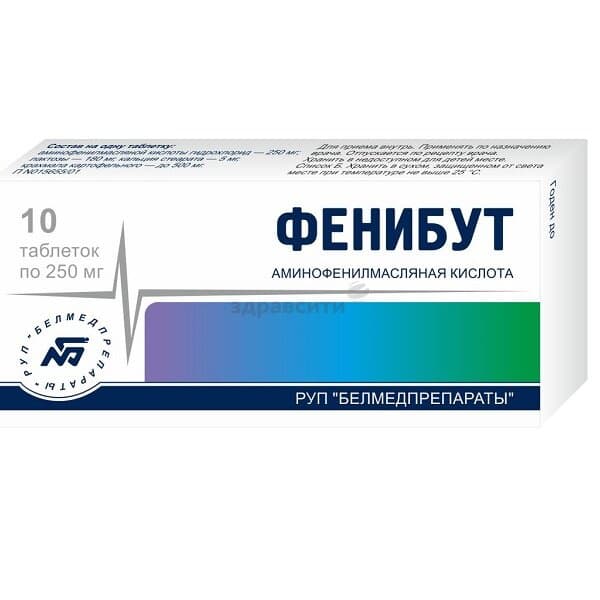 Состав на одну таблетку:
аминофенилмасляной кислоты гидрохлорид — 250 мг,
лактозы — 180 мг, кальция стеарата — 5 мг,
крахмала картофельного — до 500 мг.
П N015655/01
Для приема внутрь. Применять по назначению
врача. Отпускается по рецепту врача.
Хранить в недоступном для детей месте.
Список Б. Хранить в сухом, защищенном от света
месте при температуре не выше 25 °С.
10
таблеток
по 250 мг
ФЕНИБУТ
АМИНОФЕНИЛМАСЛЯНАЯ КИСЛОТА
здравсити
РУП "БЕЛМЕДПРЕПАРАТЫ"
РУП·БЕЛМЕДПРЕПАРАТЫ·
Годен до